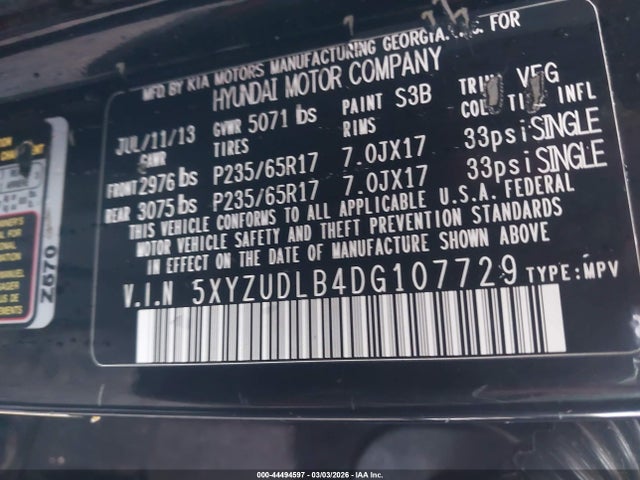 MFD BY KIA MOTORS MANUFACTURING GEORGIA. FOR
HYUNDAI MOTOR COMPANY
JUL/11/13 GVWR 5071 lbs PAINT S3B VFG
GAWR TIRES RIMS INFL
FRONT 2976 lbs P235/65R17 7.0JX17 33psi SINGLE
REAR 3075 lbs P235/65R17 7.0JX17 33psi SINGLE
THIS VEHICLE CONFORMS TO ALL APPLICABLE U.S.A. FEDERAL
MOTOR VEHICLE SAFETY AND THEFT PREVENTION STANDARDS
IN EFFECT ON THE DATE OF MANUFACTURE SHOWN ABOVE
V.I.N 5XYZUDLB4DG107729 TYPE:MPV
Z670
000-44494597 | 03/03/2026 | IAA Inc.